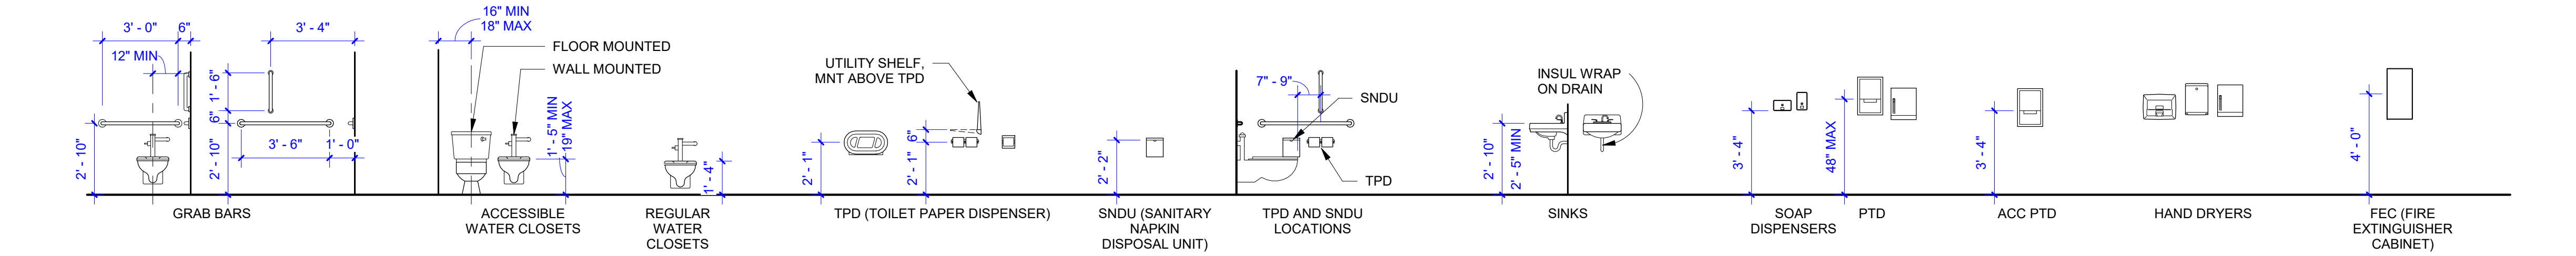 3' - 0"
6"
12" MIN
2' - 10"
GRAB BARS
3' - 4"
1' - 6"
6"
2' - 10"
3' - 6"
1' - 0"
16" MIN
18" MAX
FLOOR MOUNTED
WALL MOUNTED
1' - 5" MIN
19" MAX
ACCESSIBLE
WATER CLOSETS
1' - 4"
REGULAR
WATER
CLOSETS
UTILITY SHELF,
MNT ABOVE TPD
2' - 1"
6"
2' - 1"
TPD (TOILET PAPER DISPENSER)
2' - 2"
SNDU (SANITARY
NAPKIN
DISPOSAL UNIT)
7" - 9"
SNDU
TPD
TPD AND SNDU
LOCATIONS
INSUL WRAP
ON DRAIN
2' - 10"
2' - 5" MIN
SINKS
3' - 4"
SOAP
DISPENSERS
48" MAX
PTD
3' - 4"
ACC PTD
HAND DRYERS
4' - 0"
FEC (FIRE
EXTINGUISHER
CABINET)